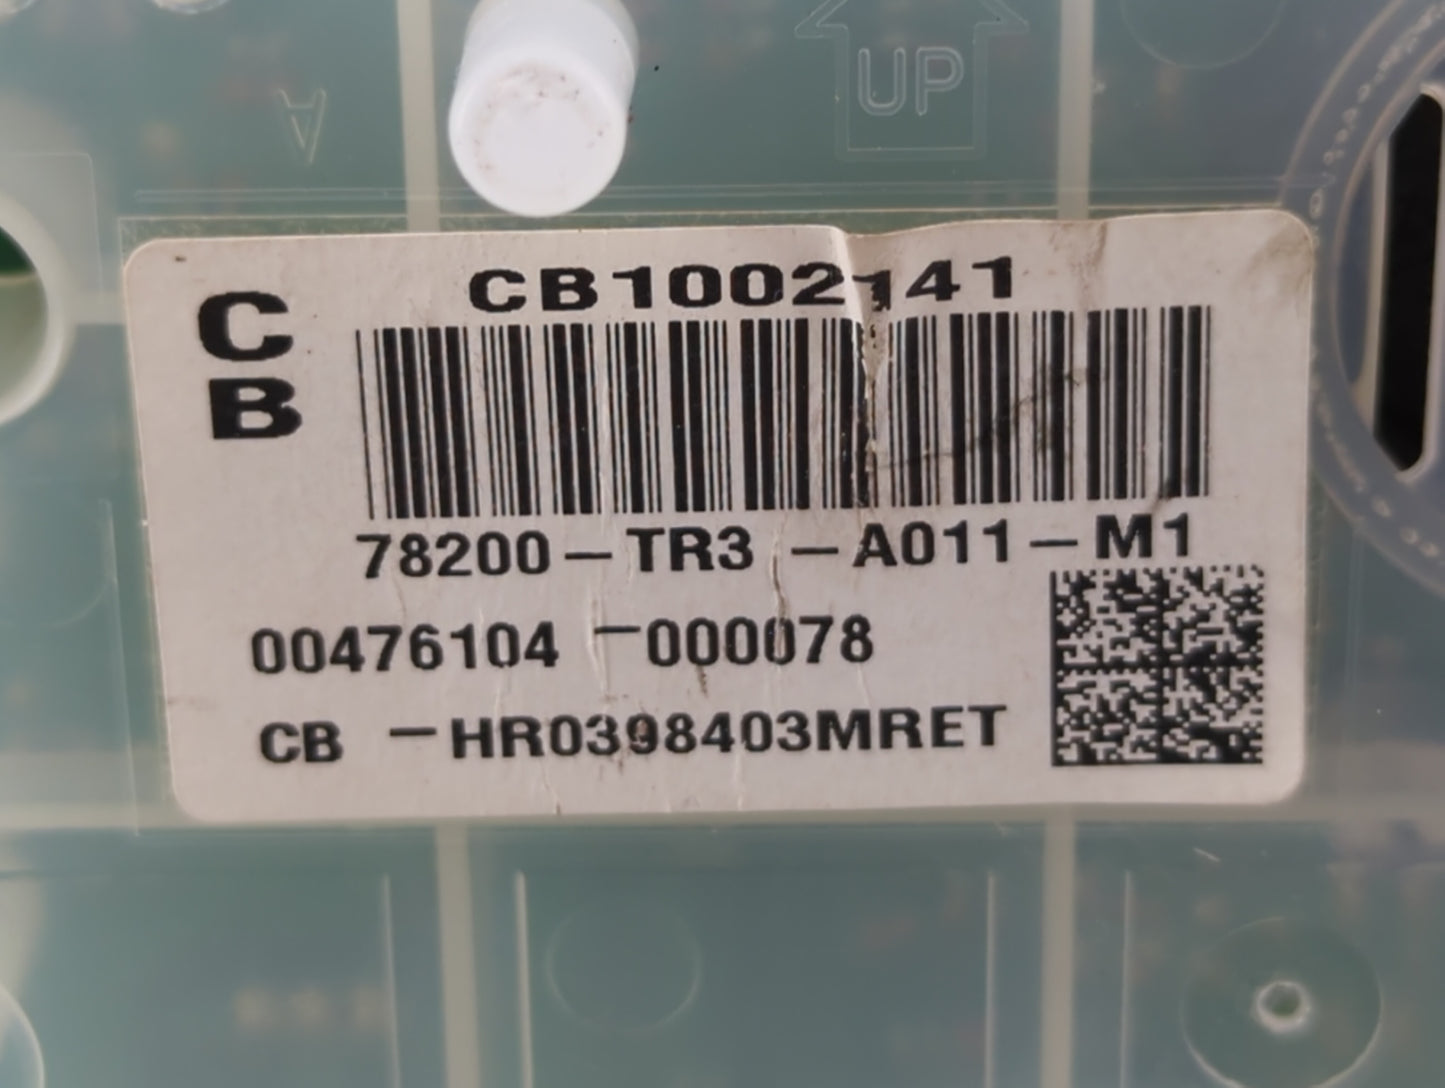 A
UP
CB1002141
C
B
78200-TR3 -A011-M1
00476104 -000078
CB -HR0398403MRET